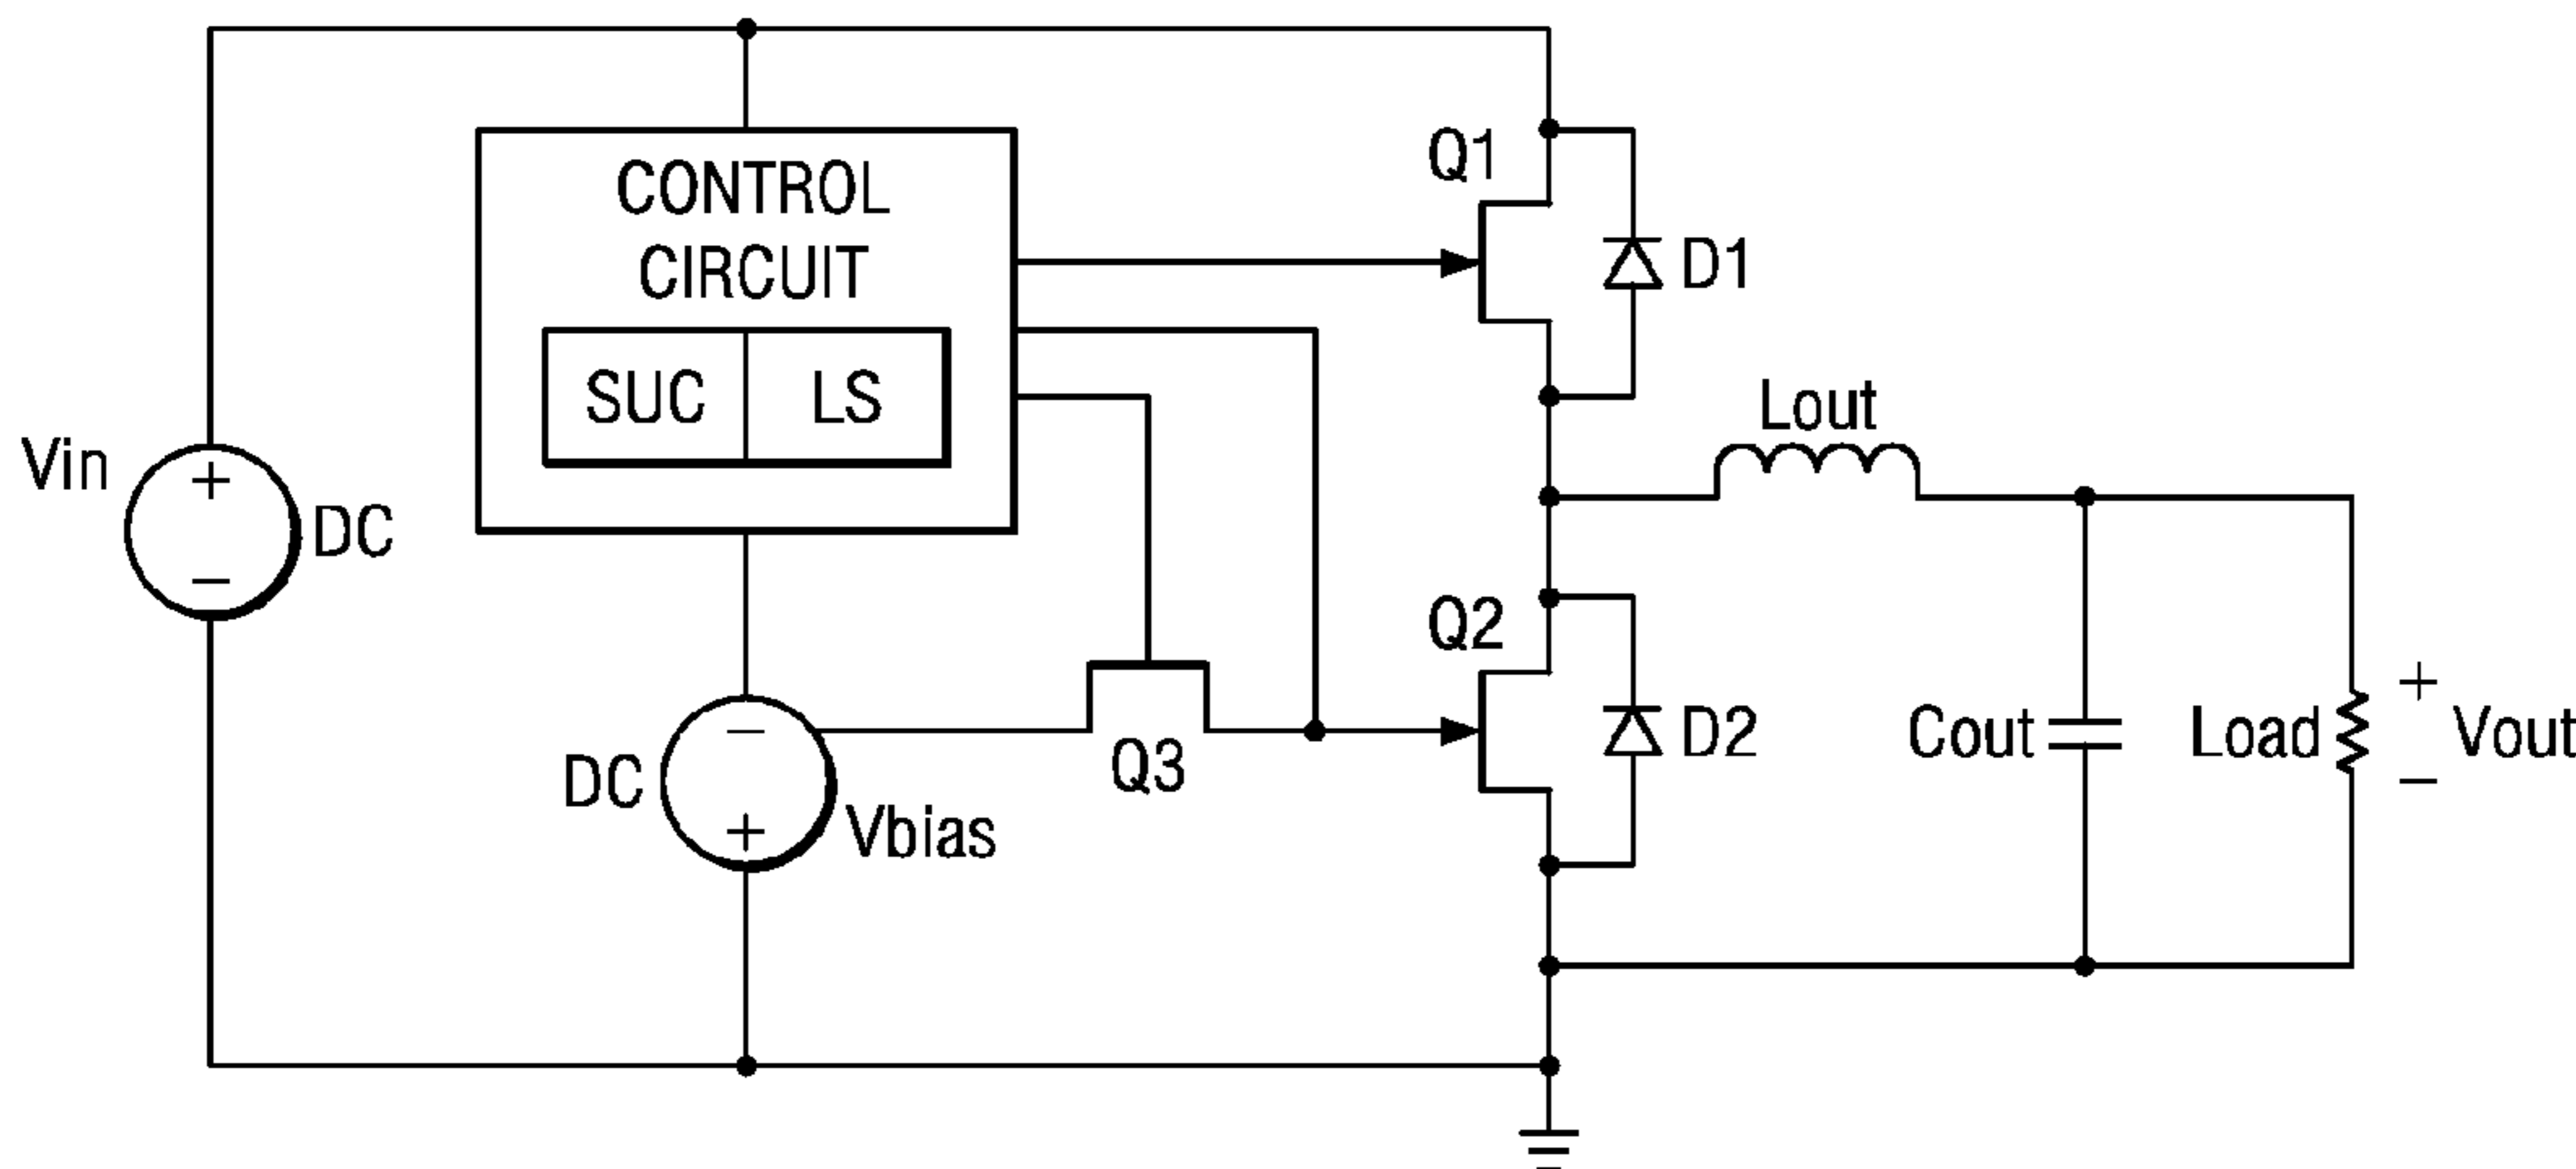 CONTROL
CIRCUIT
SUC
LS
Q1
D1
Lout
Vin
+
−
DC
Q2
D2
Q3
DC
−
+
Vbias
Cout
Load
+
−
Vout